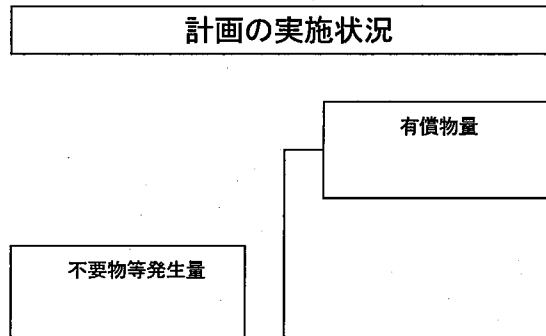 計画の実施状況
有償物量
不要物等発生量